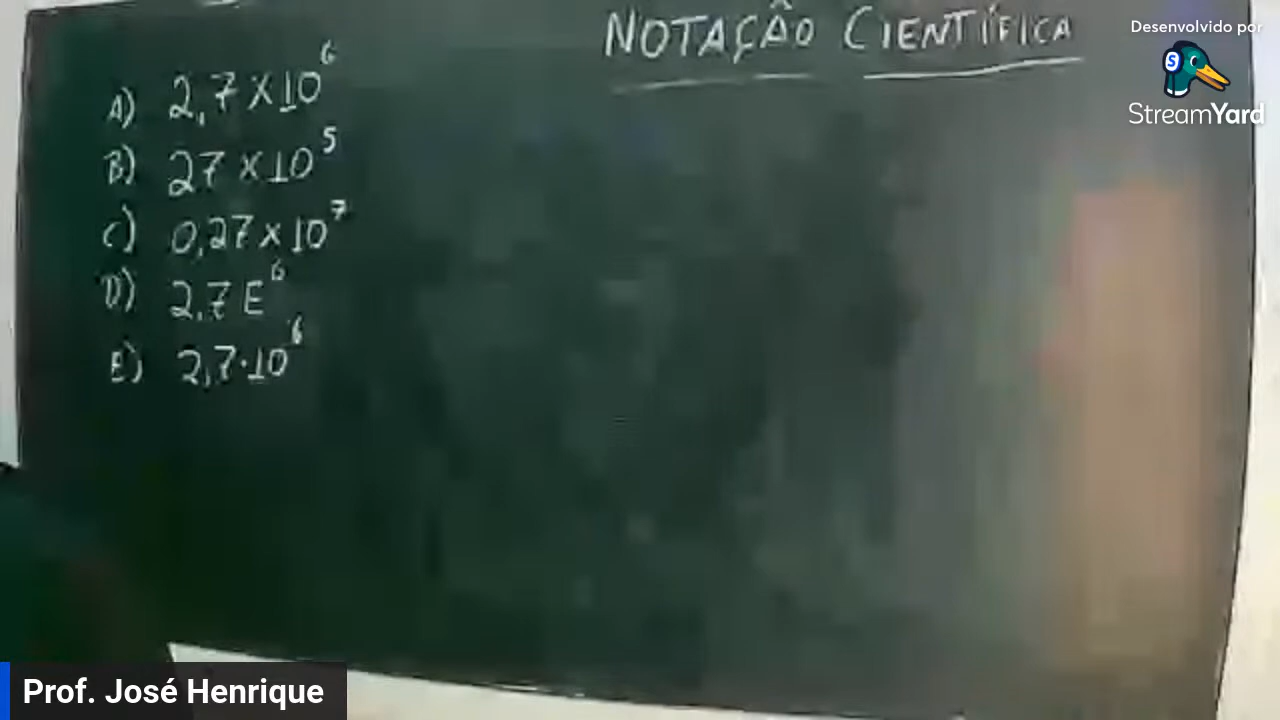 NOTAÇÃO CIENTÍFICA
A) 2,7 X 10⁶
B) 27 X 10⁵
C) 0,27 X 10⁷
D) 2,7 E⁶
E) 2,7·10⁶
Desenvolvido por
StreamYard
Prof. José Henrique